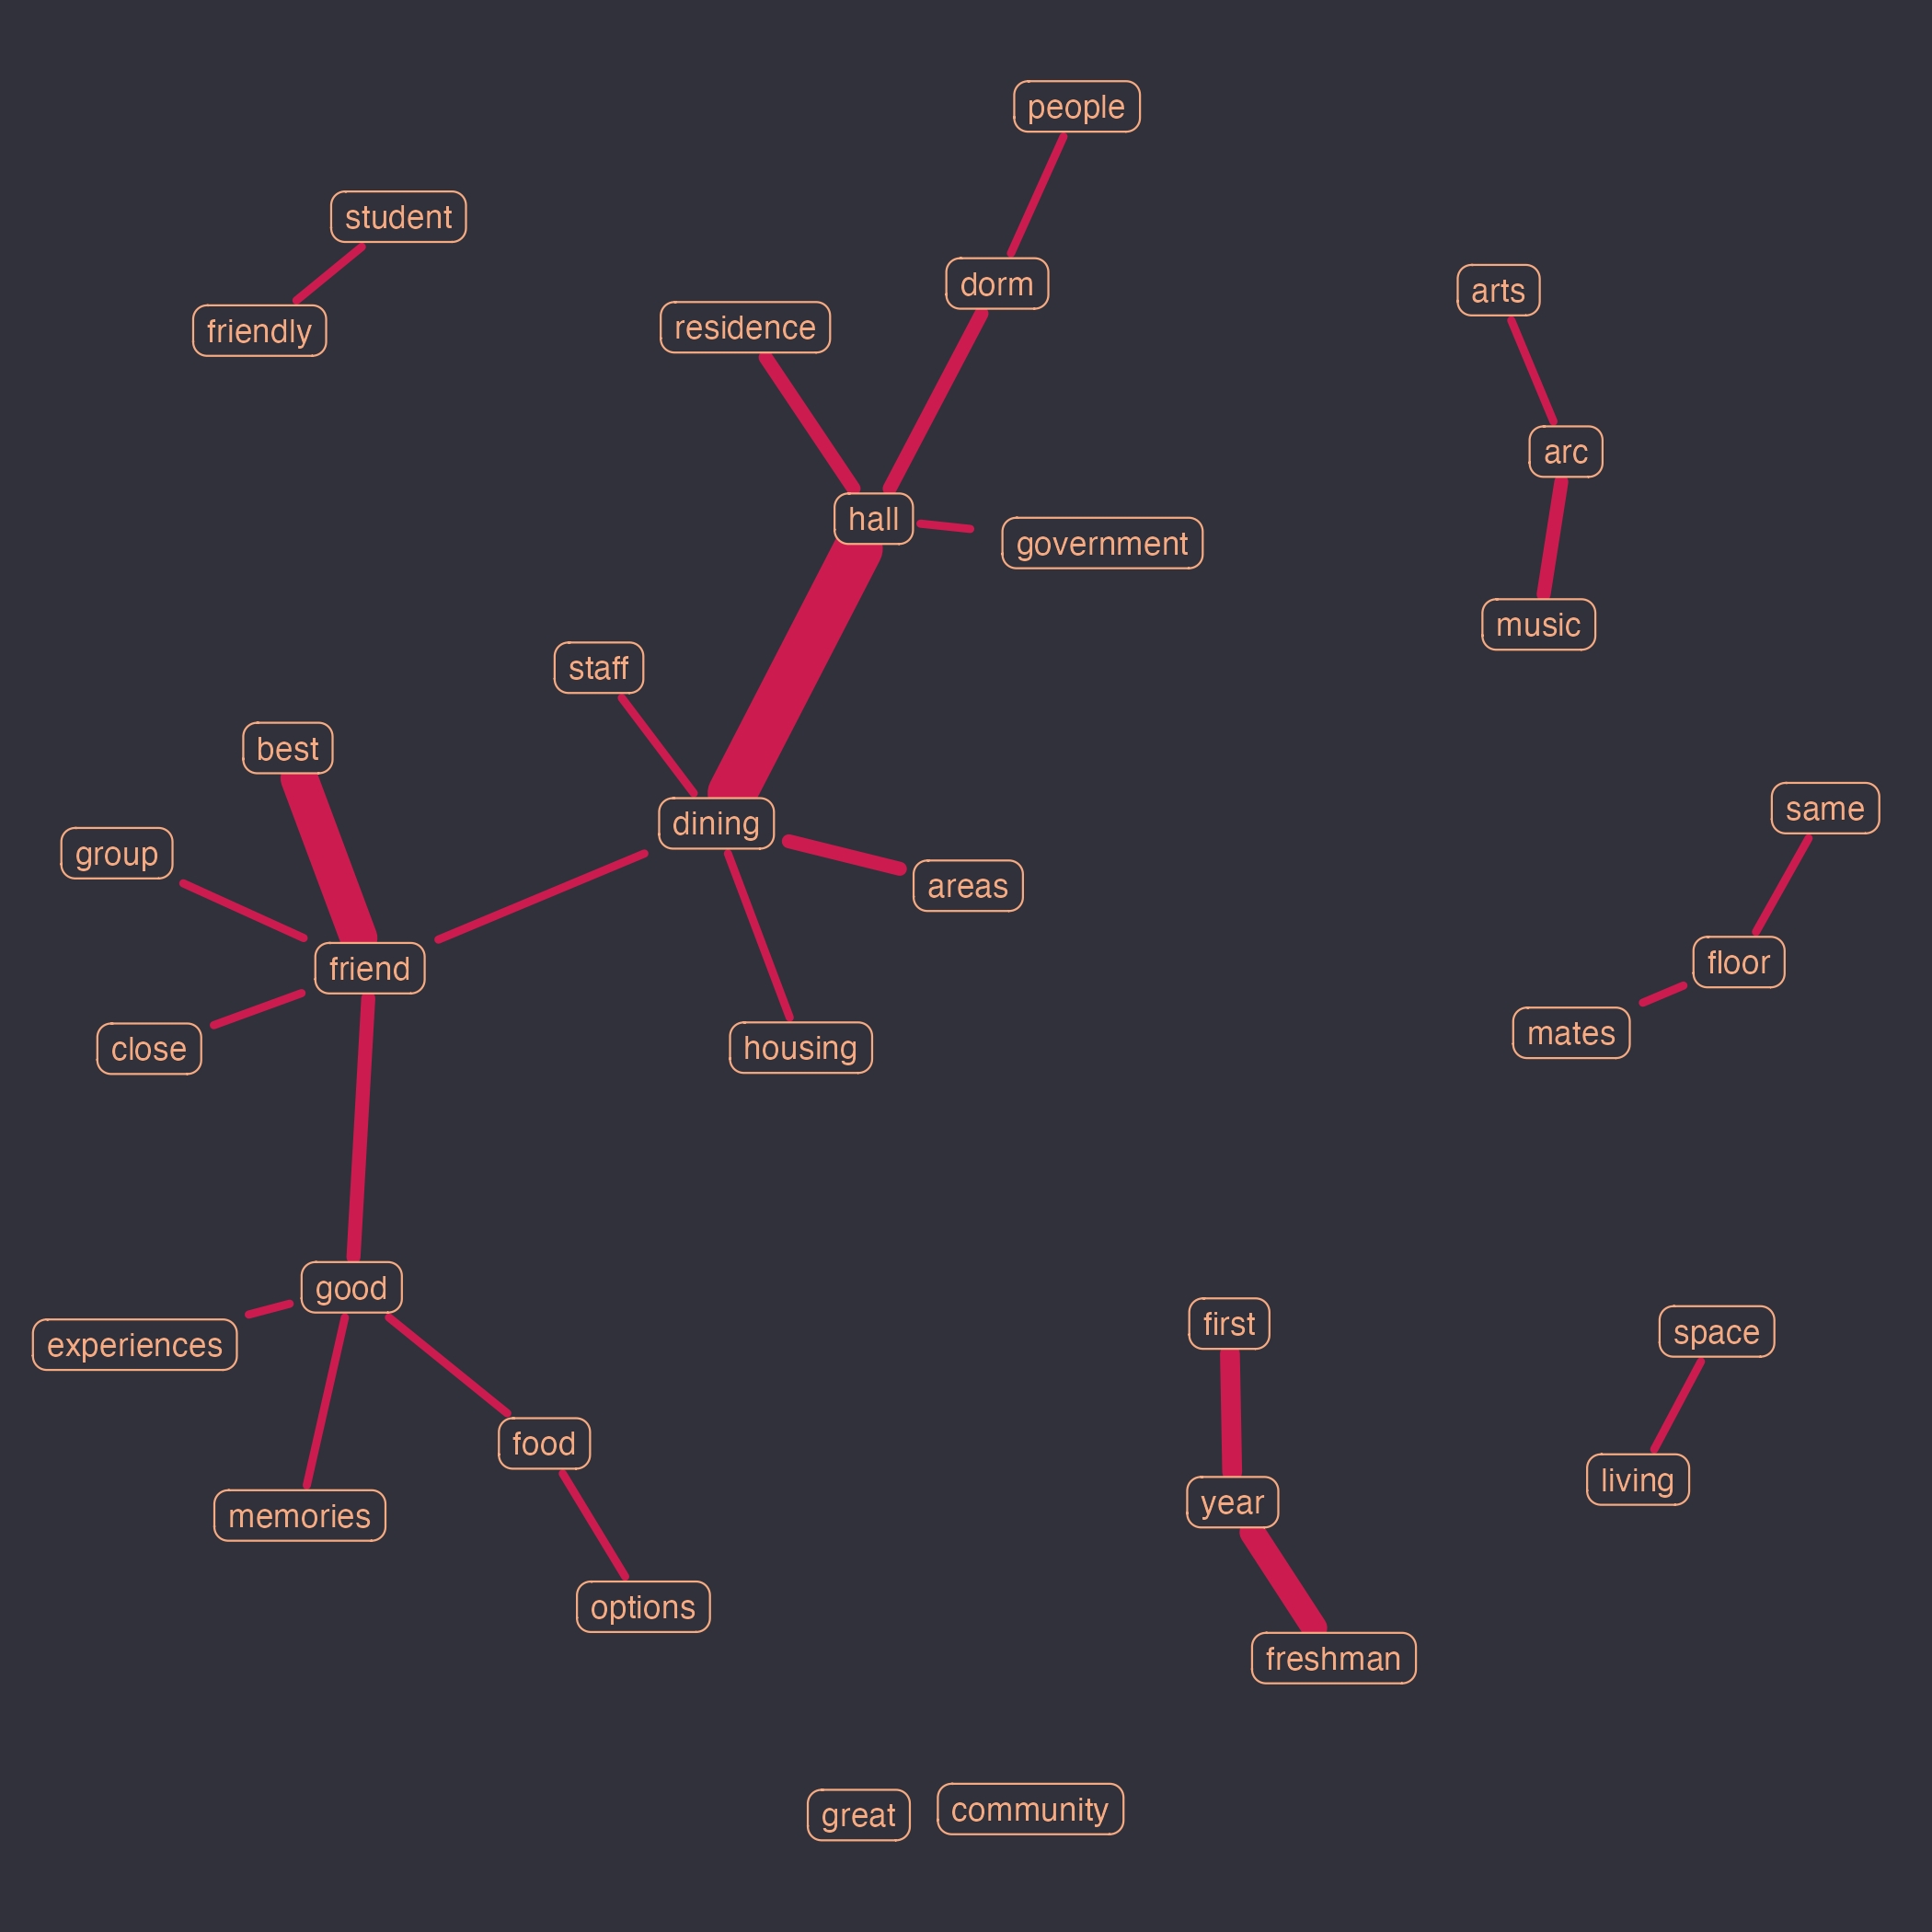 people
student
dorm
arts
residence
friendly
arc
hall
government
music
staff
best
same
dining
group
areas
floor
friend
mates
close
housing
good
first
space
experiences
food
living
year
memories
options
freshman
great
community